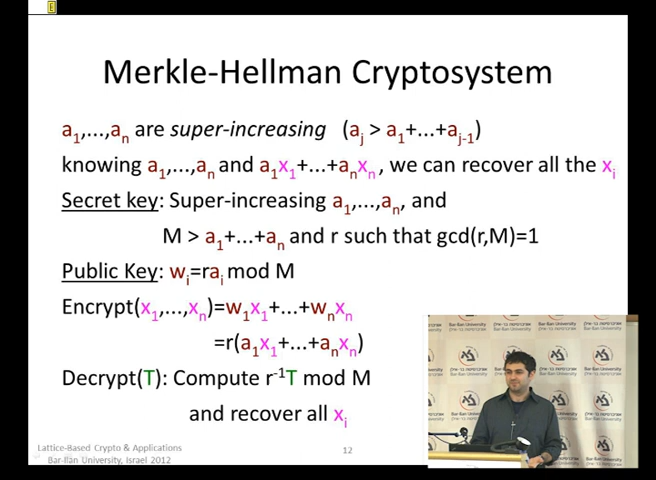 E
Merkle-Hellman Cryptosystem
a₁,...,aₙ are super-increasing (aⱼ > a₁+...+aⱼ₋₁)
knowing a₁,...,aₙ and a₁x₁+...+aₙxₙ, we can recover all the xᵢ
Secret key: Super-increasing a₁,...,aₙ, and
M > a₁+...+aₙ and r such that gcd(r,M)=1
Public Key: wᵢ=raᵢ mod M
Encrypt(x₁,...,xₙ)=w₁x₁+...+wₙxₙ
=r(a₁x₁+...+aₙxₙ)
Decrypt(T): Compute r⁻¹T mod M
and recover all xᵢ
Lattice-Based Crypto & Applications
Bar-Ilan University, Israel 2012
12
Bar-Ilan University